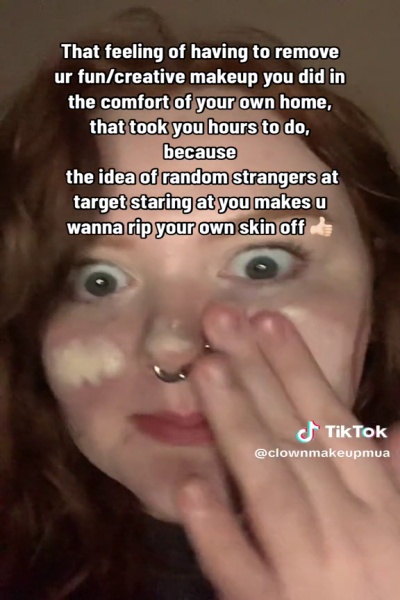 That feeling of having to remove
ur fun/creative makeup you did in
the comfort of your own home,
that took you hours to do,
because
the idea of random strangers at
target staring at you makes u
wanna rip your own skin off 👍🏻
TikTok
@clownmakeupmua